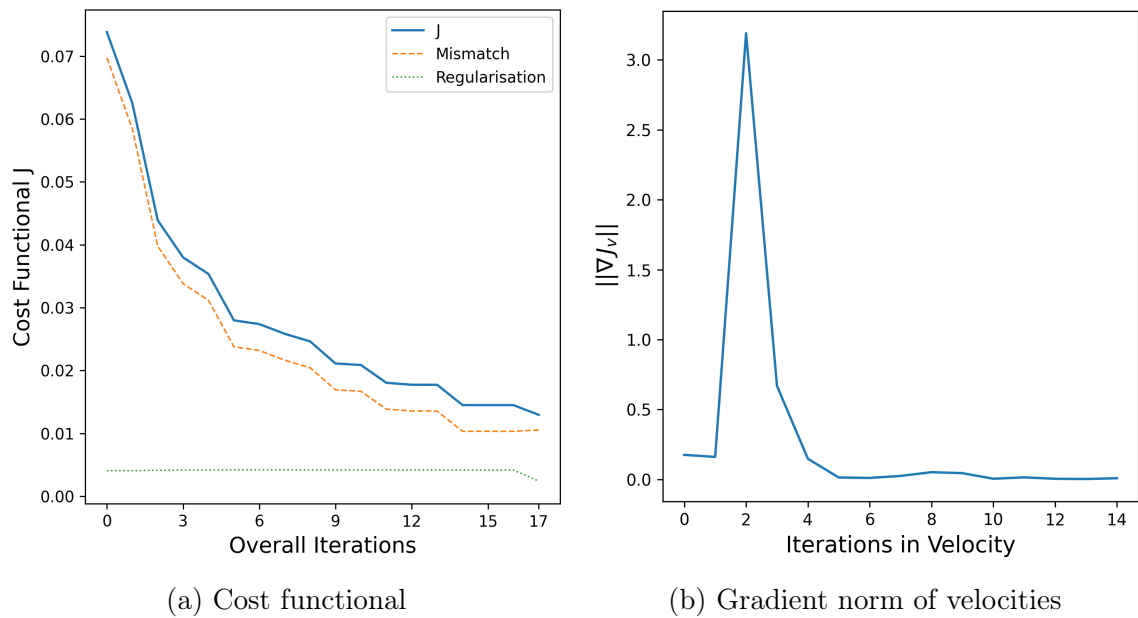 J
Mismatch
Regularisation
Cost Functional J
0.07
0.06
0.05
0.04
0.03
0.02
0.01
0.00
0 3 6 9 12 15 17
Overall Iterations
(a) Cost functional
||∇J_v||
3.0
2.5
2.0
1.5
1.0
0.5
0.0
0 2 4 6 8 10 12 14
Iterations in Velocity
(b) Gradient norm of velocities